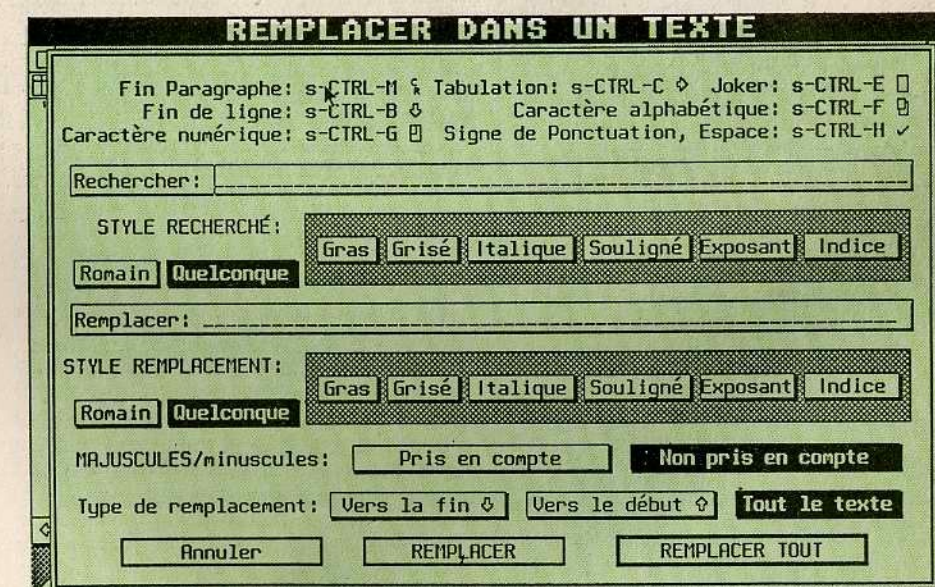 REMPLACER DANS UN TEXTE
Fin Paragraphe: s-CTRL-M Tabulation: s-CTRL-C Joker: s-CTRL-E
Fin de ligne: s-CTRL-B Caractère alphabétique: s-CTRL-F
Caractère numérique: s-CTRL-G Signe de Ponctuation, Espace: s-CTRL-H
Rechercher:
STYLE RECHERCHÉ:
Gras Grisé Italique Souligné Exposant Indice
Romain Quelconque
Remplacer:
STYLE REMPLACEMENT:
Gras Grisé Italique Souligné Exposant Indice
Romain Quelconque
MAJUSCULES/minuscules: Pris en compte Non pris en compte
Type de remplacement: Vers la fin ⇩ Vers le début ⇧ Tout le texte
Annuler REMPLACER REMPLACER TOUT